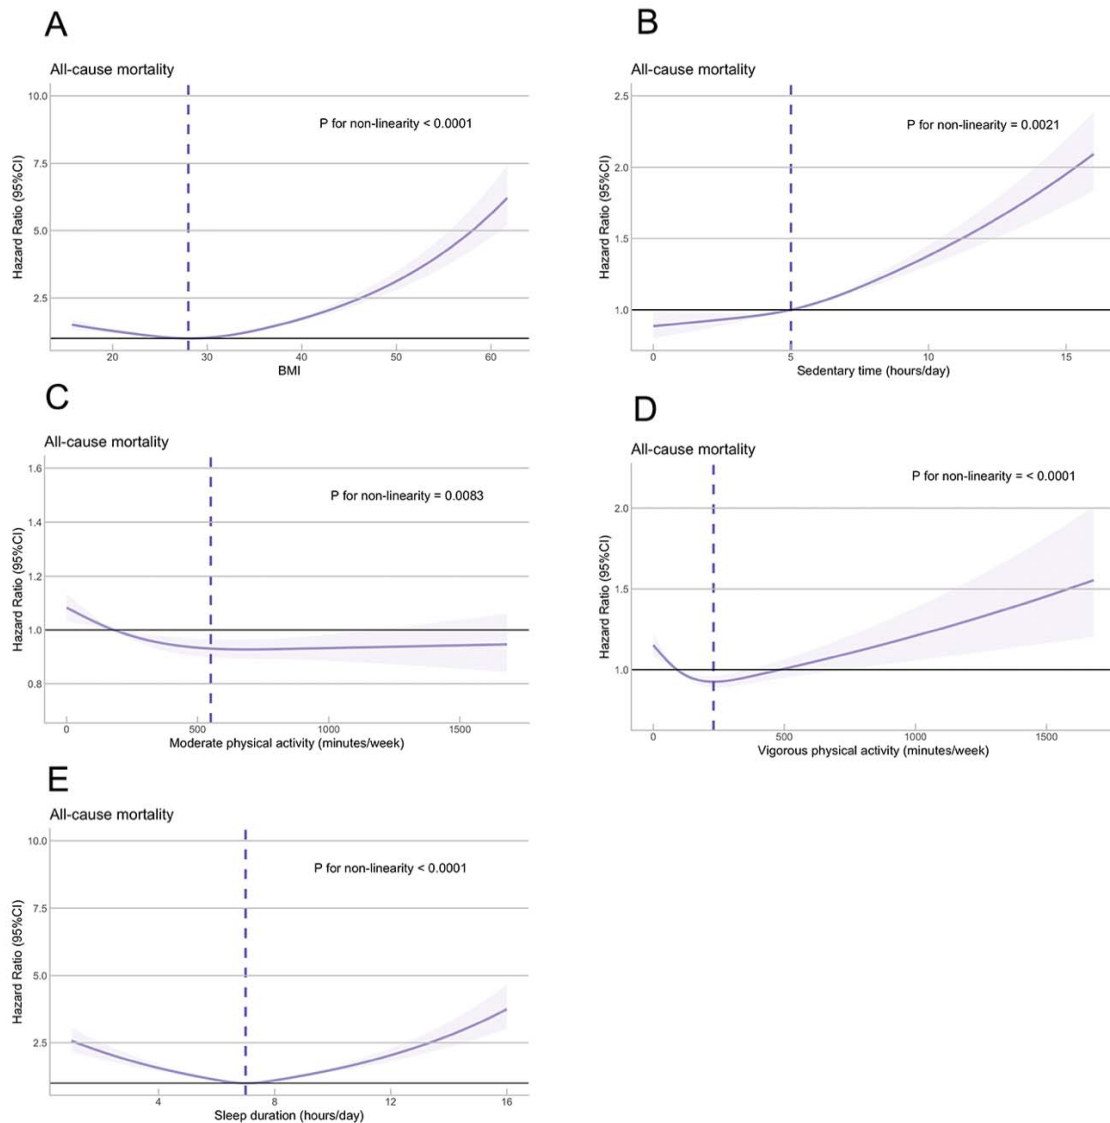 A
All-cause mortality
P for non-linearity < 0.0001
Hazard Ratio (95%CI)
10.0
7.5
5.0
2.5
20 30 40 50 60
BMI
B
All-cause mortality
P for non-linearity = 0.0021
Hazard Ratio (95%CI)
2.5
2.0
1.5
1.0
0 5 10 15
Sedentary time (hours/day)
C
All-cause mortality
P for non-linearity = 0.0083
Hazard Ratio (95%CI)
1.6
1.4
1.2
1.0
0.8
0 500 1000 1500
Moderate physical activity (minutes/week)
D
All-cause mortality
P for non-linearity = < 0.0001
Hazard Ratio (95%CI)
2.0
1.5
1.0
0 500 1000 1500
Vigorous physical activity (minutes/week)
E
All-cause mortality
P for non-linearity < 0.0001
Hazard Ratio (95%CI)
10.0
7.5
5.0
2.5
4 8 12 16
Sleep duration (hours/day)